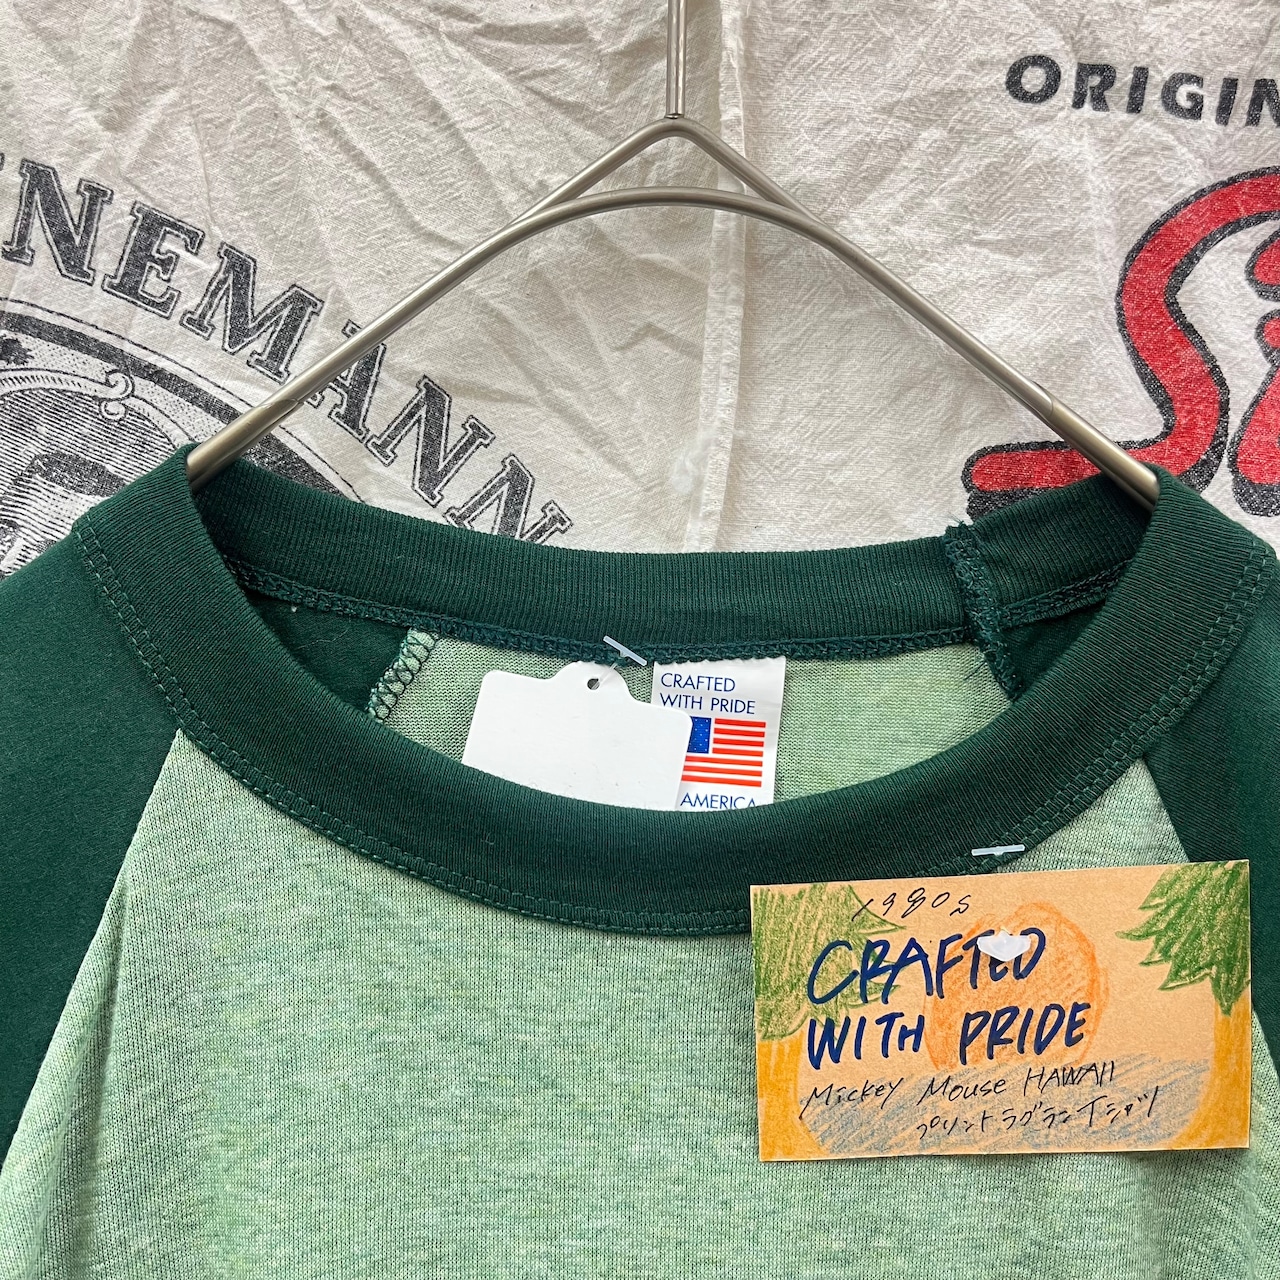 ORIGIN
NEMANN
CRAFTED
WITH PRIDE
AMERICA
1980s
CRAFTED
WITH PRIDE
Mickey Mouse HAWAII
プリントラグランTシャツ